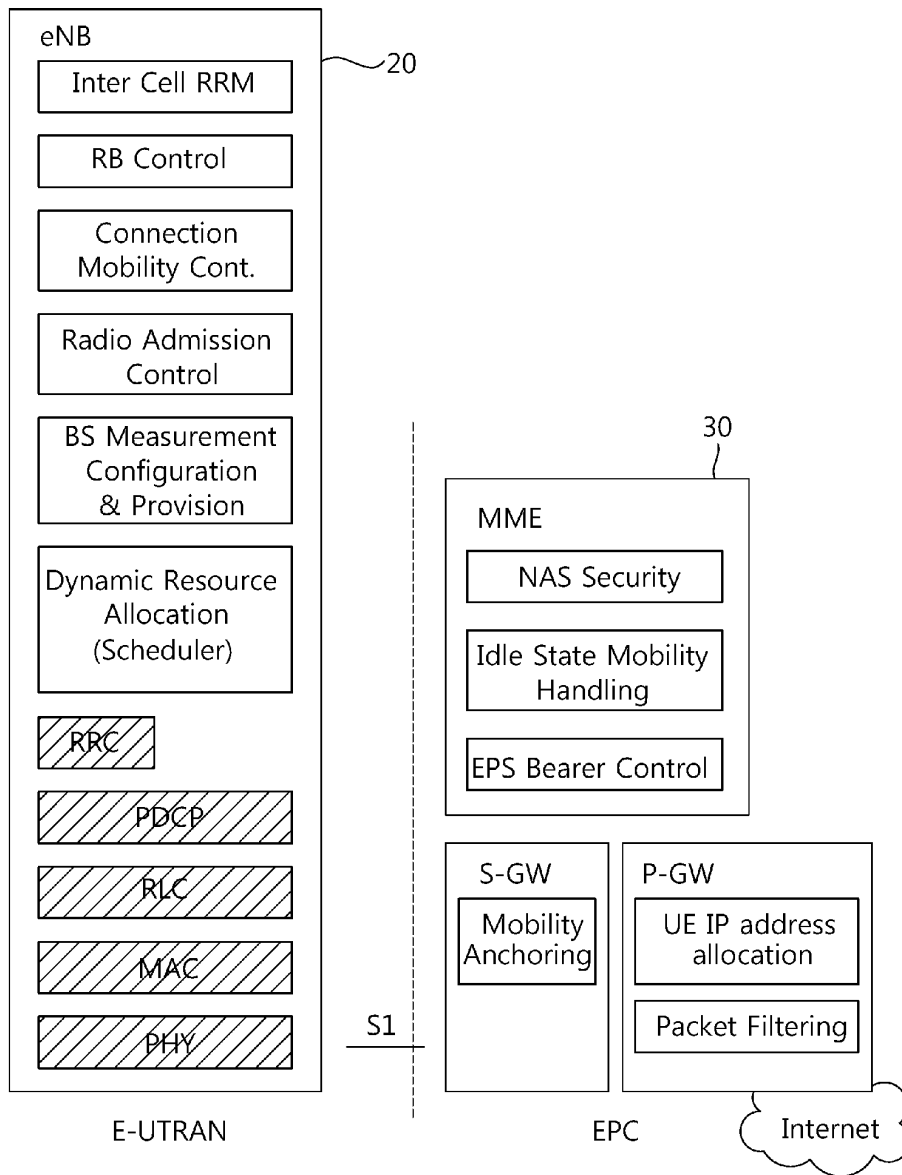 eNB
20
Inter Cell RRM
RB Control
Connection
Mobility Cont.
Radio Admission
Control
BS Measurement
Configuration
& Provision
Dynamic Resource
Allocation
(Scheduler)
RRC
PDCP
RLC
MAC
PHY
S1
E-UTRAN
30
MME
NAS Security
Idle State Mobility
Handling
EPS Bearer Control
S-GW
Mobility
Anchoring
P-GW
UE IP address
allocation
Packet Filtering
EPC
Internet